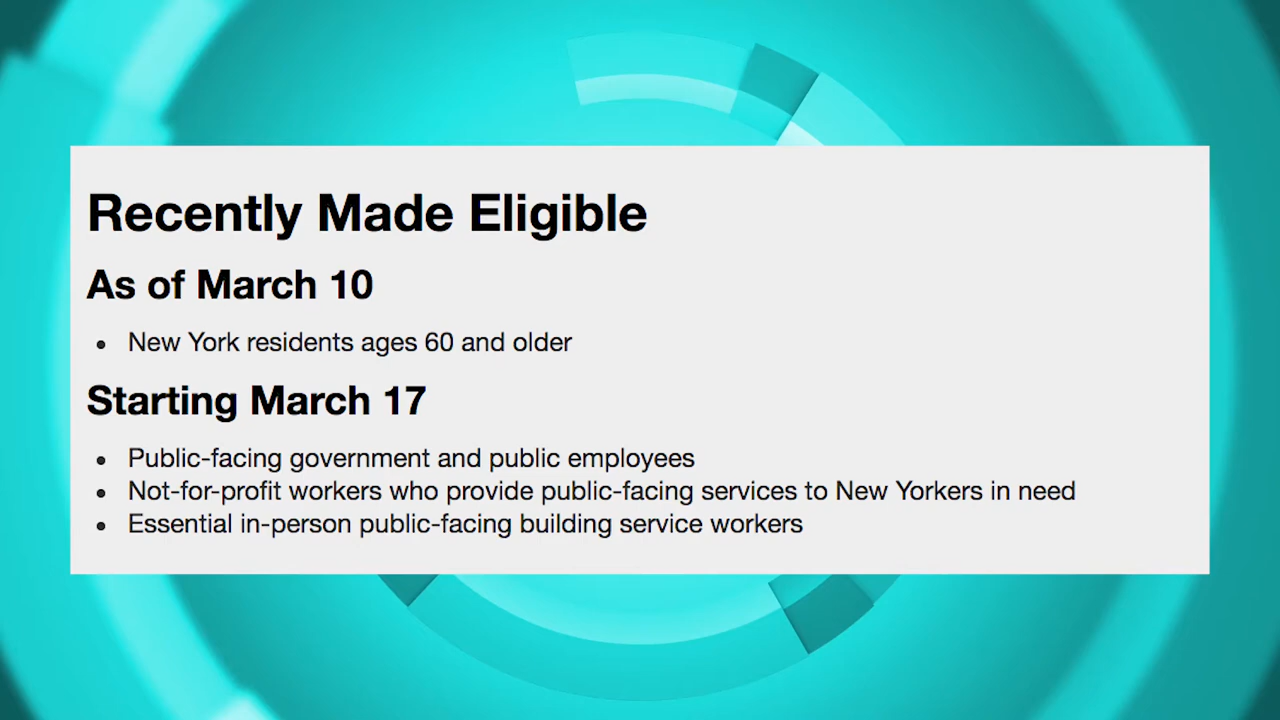 Recently Made Eligible
As of March 10
• New York residents ages 60 and older
Starting March 17
• Public-facing government and public employees
• Not-for-profit workers who provide public-facing services to New Yorkers in need
• Essential in-person public-facing building service workers